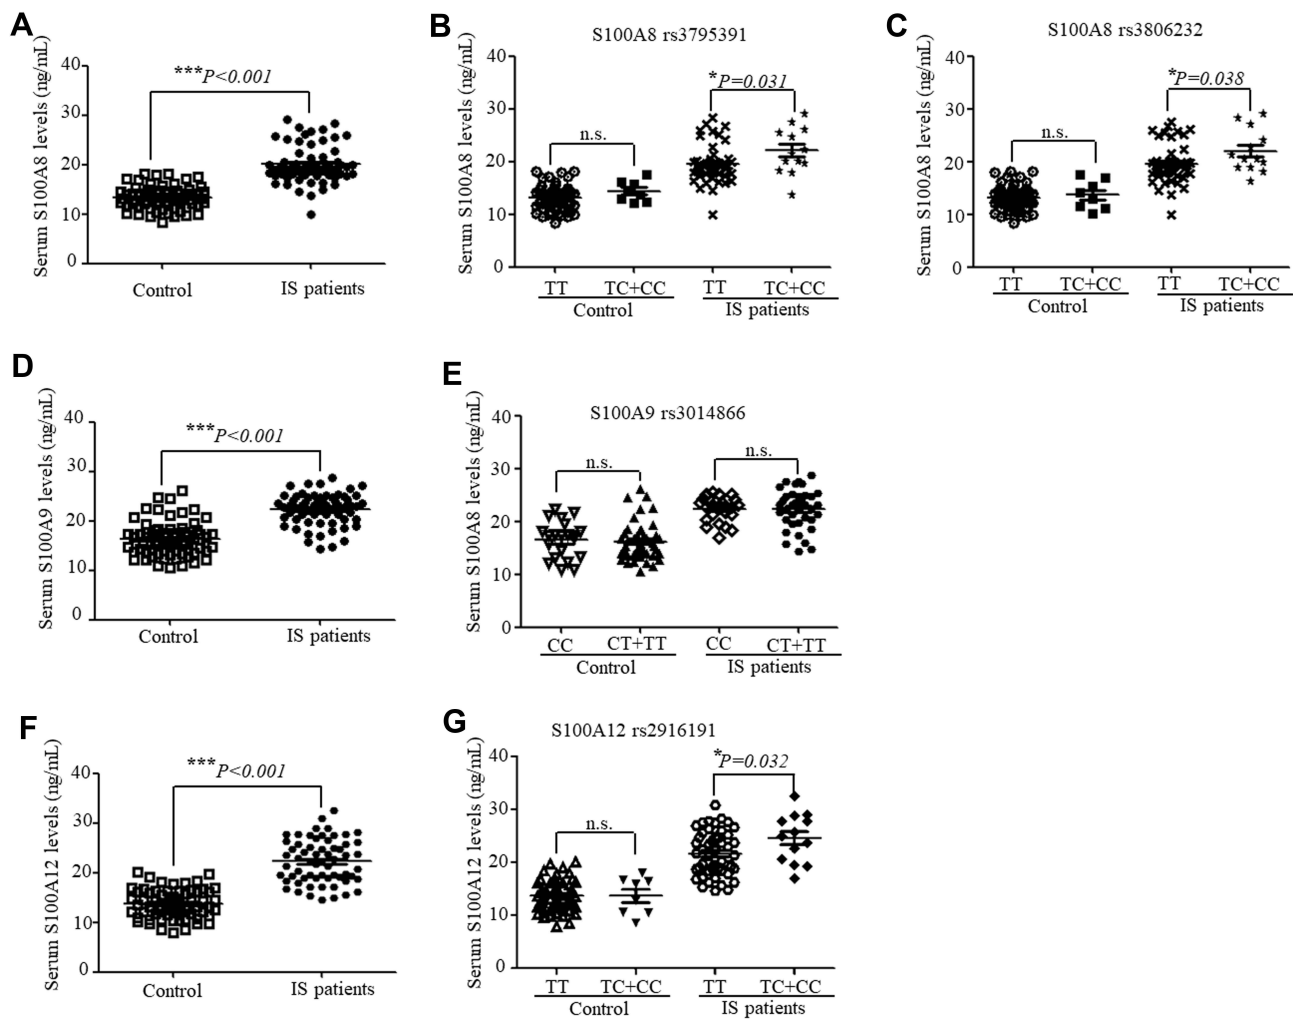 A
Serum S100A8 levels (ng/mL)
40
30
20
10
0
***P<0.001
Control
IS patients
B
S100A8 rs3795391
Serum S100A8 levels (ng/mL)
40
30
20
10
0
n.s.
*P=0.031
TT
TC+CC
TT
TC+CC
Control
IS patients
C
S100A8 rs3806232
Serum S100A8 levels (ng/mL)
40
30
20
10
0
n.s.
*P=0.038
TT
TC+CC
TT
TC+CC
Control
IS patients
D
Serum S100A9 levels (ng/mL)
40
30
20
10
0
***P<0.001
Control
IS patients
E
S100A9 rs3014866
Serum S100A8 levels (ng/mL)
40
30
20
10
0
n.s.
n.s.
CC
CT+TT
CC
CT+TT
Control
IS patients
F
Serum S100A12 levels (ng/mL)
40
30
20
10
0
***P<0.001
Control
IS patients
G
S100A12 rs2916191
Serum S100A12 levels (ng/mL)
40
30
20
10
0
n.s.
*P=0.032
TT
TC+CC
TT
TC+CC
Control
IS patients